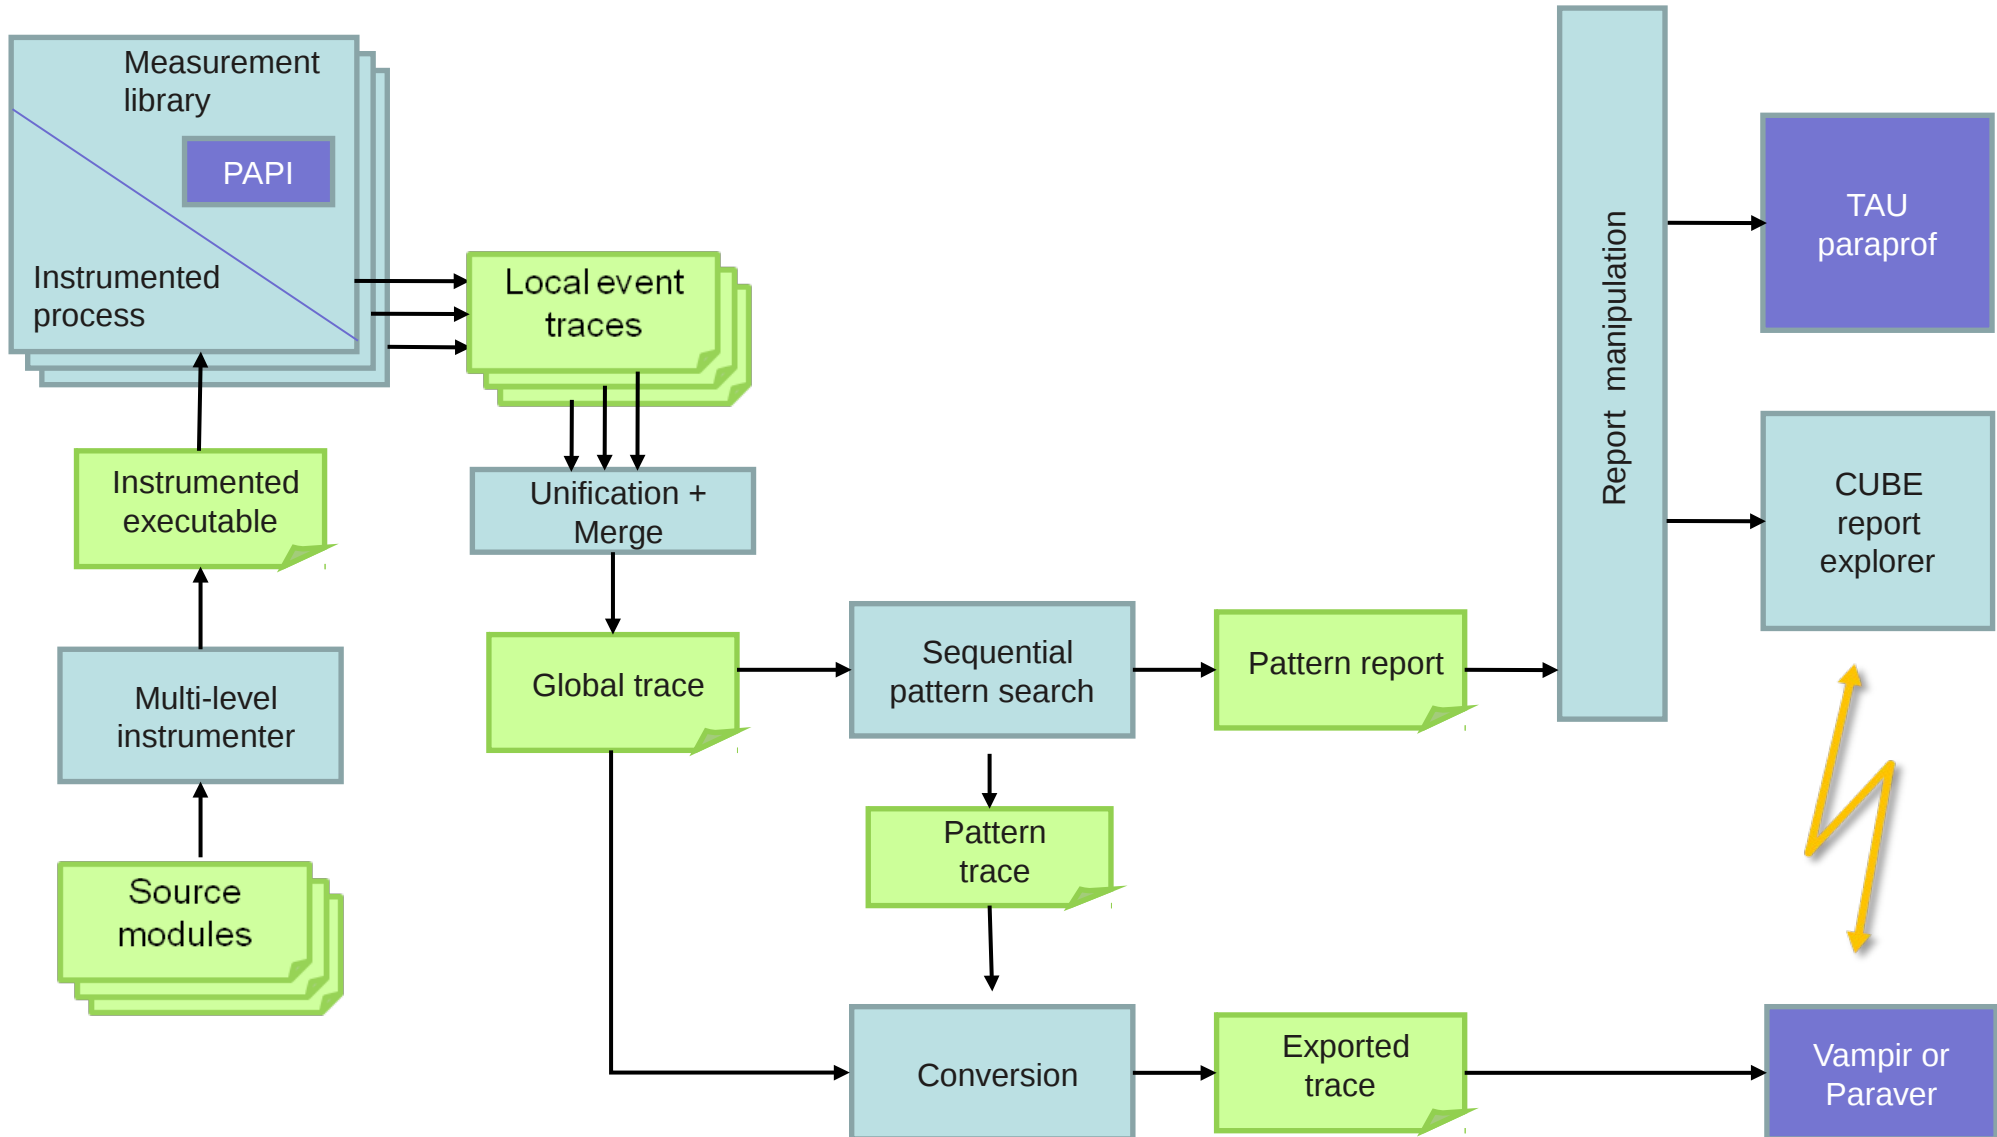 Measurement
library
PAPI
Instrumented
process
Local event
traces
Instrumented
executable
Unification +
Merge
Multi-level
instrumenter
Source
modules
Global trace
Sequential
pattern search
Pattern report
Pattern
trace
Conversion
Exported
trace
Report manipulation
TAU
paraprof
CUBE
report
explorer
Vampir or
Paraver